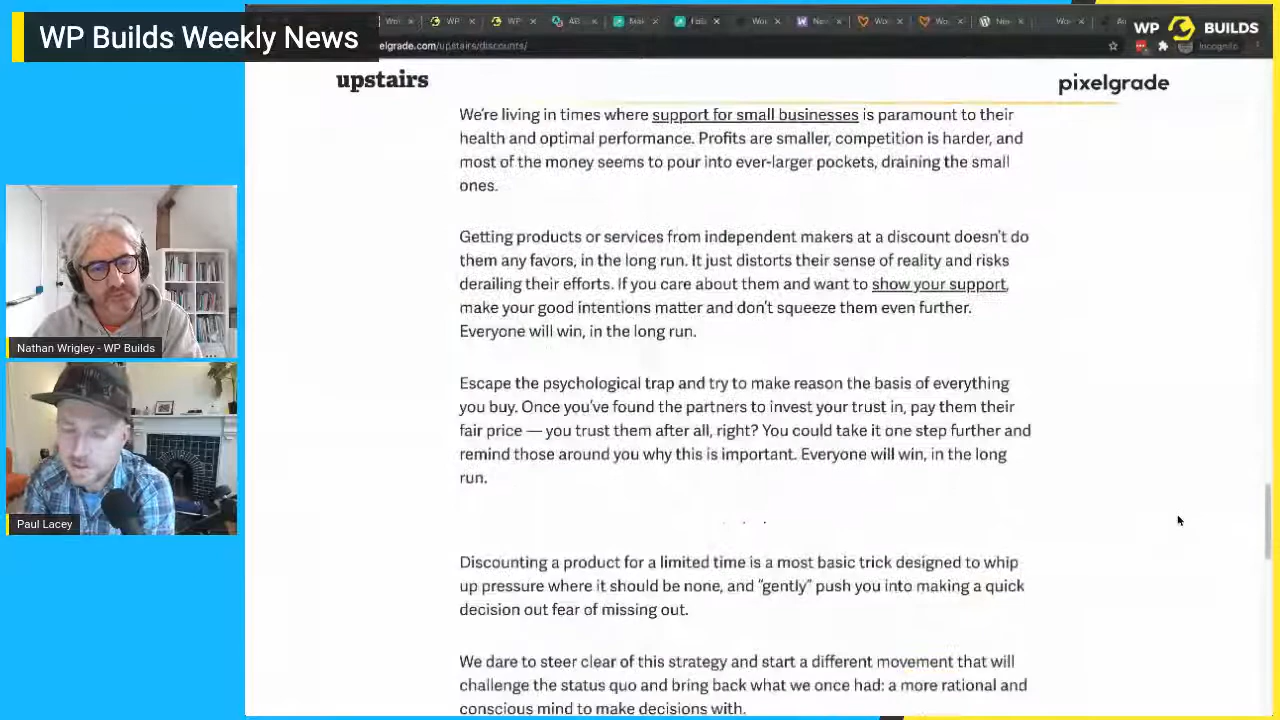 WP Builds Weekly News
WP BUILDS
Incognito
elgrade.com/upstairs/discounts/
upstairs
pixelgrade
We're living in times where support for small businesses is paramount to their
health and optimal performance. Profits are smaller, competition is harder, and
most of the money seems to pour into ever-larger pockets, draining the small
ones.
Getting products or services from independent makers at a discount doesn't do
them any favors, in the long run. It just distorts their sense of reality and risks
derailing their efforts. If you care about them and want to show your support,
make your good intentions matter and don't squeeze them even further.
Everyone will win, in the long run.
Escape the psychological trap and try to make reason the basis of everything
you buy. Once you've found the partners to invest your trust in, pay them their
fair price — you trust them after all, right? You could take it one step further and
remind those around you why this is important. Everyone will win, in the long
run.
. . .
Discounting a product for a limited time is a most basic trick designed to whip
up pressure where it should be none, and "gently" push you into making a quick
decision out fear of missing out.
We dare to steer clear of this strategy and start a different movement that will
challenge the status quo and bring back what we once had: a more rational and
conscious mind to make decisions with.
Nathan Wrigley - WP Builds
Paul Lacey